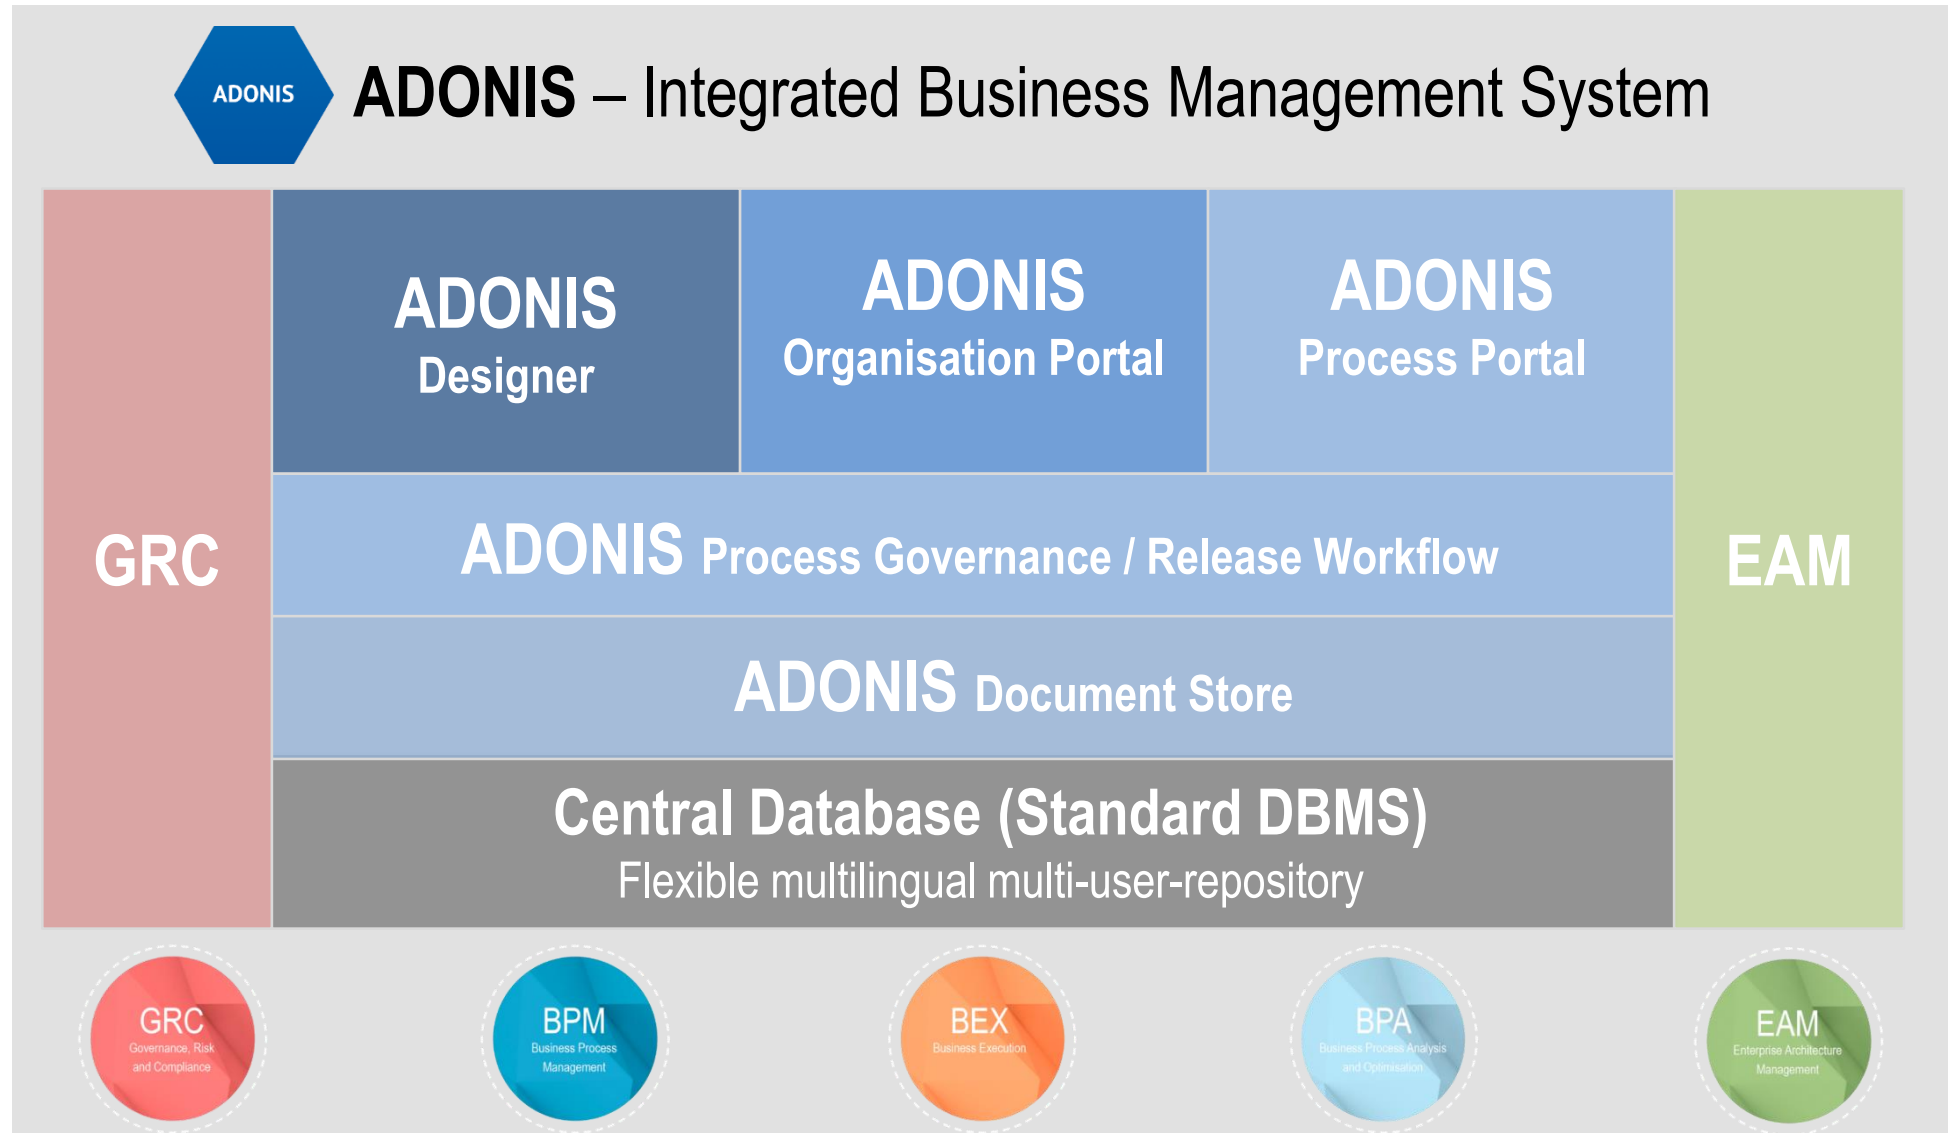 ADONIS
ADONIS – Integrated Business Management System
GRC
ADONIS
Designer
ADONIS
Organisation Portal
ADONIS
Process Portal
ADONIS Process Governance / Release Workflow
ADONIS Document Store
Central Database (Standard DBMS)
Flexible multilingual multi-user-repository
EAM
GRC
Governance, Risk
and Compliance
BPM
Business Process
Management
BEX
Business Execution
BPA
Business Process Analysis
and Optimisation
EAM
Enterprise Architecture
Management